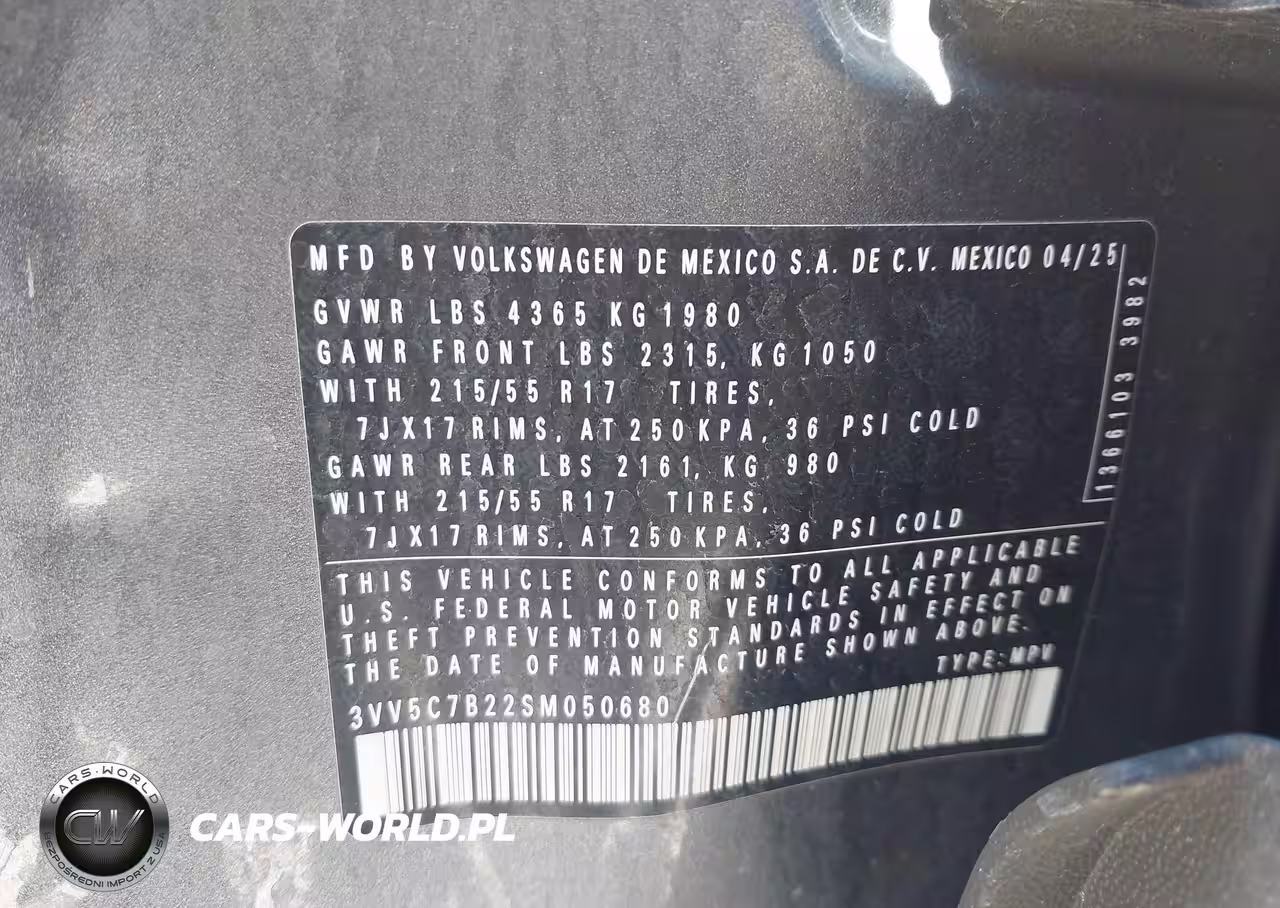 MFD BY VOLKSWAGEN DE MEXICO S.A. DE C.V. MEXICO 04/25
GVWR LBS 4365 KG 1980
GAWR FRONT LBS 2315, KG 1050
WITH 215/55 R17 TIRES,
7JX17 RIMS, AT 250 KPA, 36 PSI COLD
GAWR REAR LBS 2161, KG 980
WITH 215/55 R17 TIRES,
7JX17 RIMS, AT 250 KPA, 36 PSI COLD
1366103 3982
THIS VEHICLE CONFORMS TO ALL APPLICABLE
U.S. FEDERAL MOTOR VEHICLE SAFETY AND
THEFT PREVENTION STANDARDS IN EFFECT ON
THE DATE OF MANUFACTURE SHOWN ABOVE.
TYPE: MPV
3VV5C7B22SM050680
CARS-WORLD
CW
BEZPOŚREDNI IMPORT Z USA
CARS-WORLD.PL